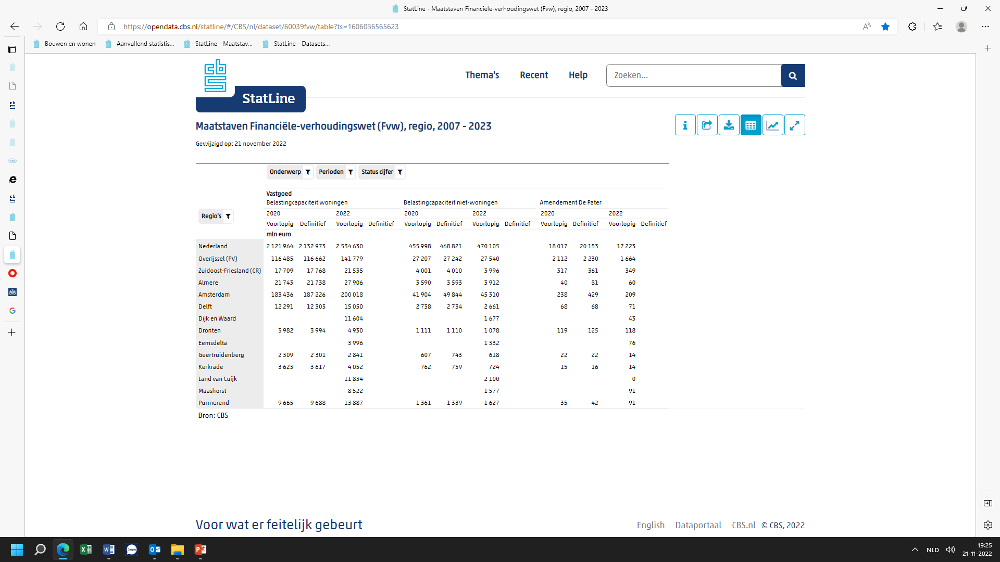 StatLine - Maatstaven Financiële-verhoudingswet (Fvw), regio, 2007 - 2023
https://opendata.cbs.nl/statline/#/CBS/nl/dataset/60039fvw/table?ts=1606036565623
Bouwen en wonen Aanvullend statistis... StatLine - Maatstav... StatLine - Datasets...
cbs
StatLine
Thema's Recent Help Zoeken...
Maatstaven Financiële-verhoudingswet (Fvw), regio, 2007 - 2023
Gewijzigd op: 21 november 2022
Onderwerp Perioden Status cijfer
Vastgoed
Belastingcapaciteit woningen Belastingcapaciteit niet-woningen Amendement De Pater
Regio's
2020 2022 2020 2022 2020 2022
Voorlopig Definitief Voorlopig Definitief Voorlopig Definitief Voorlopig Definitief Voorlopig Definitief Voorlopig Definitief
mln euro
Nederland 2 121 964 2 132 973 2 534 630 455 998 468 821 470 105 18 017 20 153 17 223
Overijssel (PV) 116 485 116 662 141 779 27 207 27 242 27 540 2 112 2 230 1 664
Zuidoost-Friesland (CR) 17 709 17 768 21 535 4 001 4 010 3 996 317 361 349
Almere 21 743 21 738 27 906 3 590 3 593 3 912 40 81 60
Amsterdam 183 436 187 226 200 018 41 904 49 844 45 310 238 429 209
Delft 12 291 12 305 15 050 2 738 2 734 2 661 68 68 71
Dijk en Waard 11 604 1 677 43
Dronten 3 982 3 994 4 930 1 111 1 110 1 078 119 125 118
Eemsdelta 3 996 1 332 76
Geertruidenberg 2 309 2 301 2 841 607 743 618 22 22 14
Kerkrade 3 623 3 617 4 052 762 759 724 15 16 14
Land van Cuijk 11 834 2 100 0
Maashorst 8 522 1 577 91
Purmerend 9 665 9 688 13 887 1 361 1 339 1 627 35 42 91
Bron: CBS
Voor wat er feitelijk gebeurt
English Dataportaal CBS.nl © CBS, 2022
Casper
NLD
19:25
21-11-2022